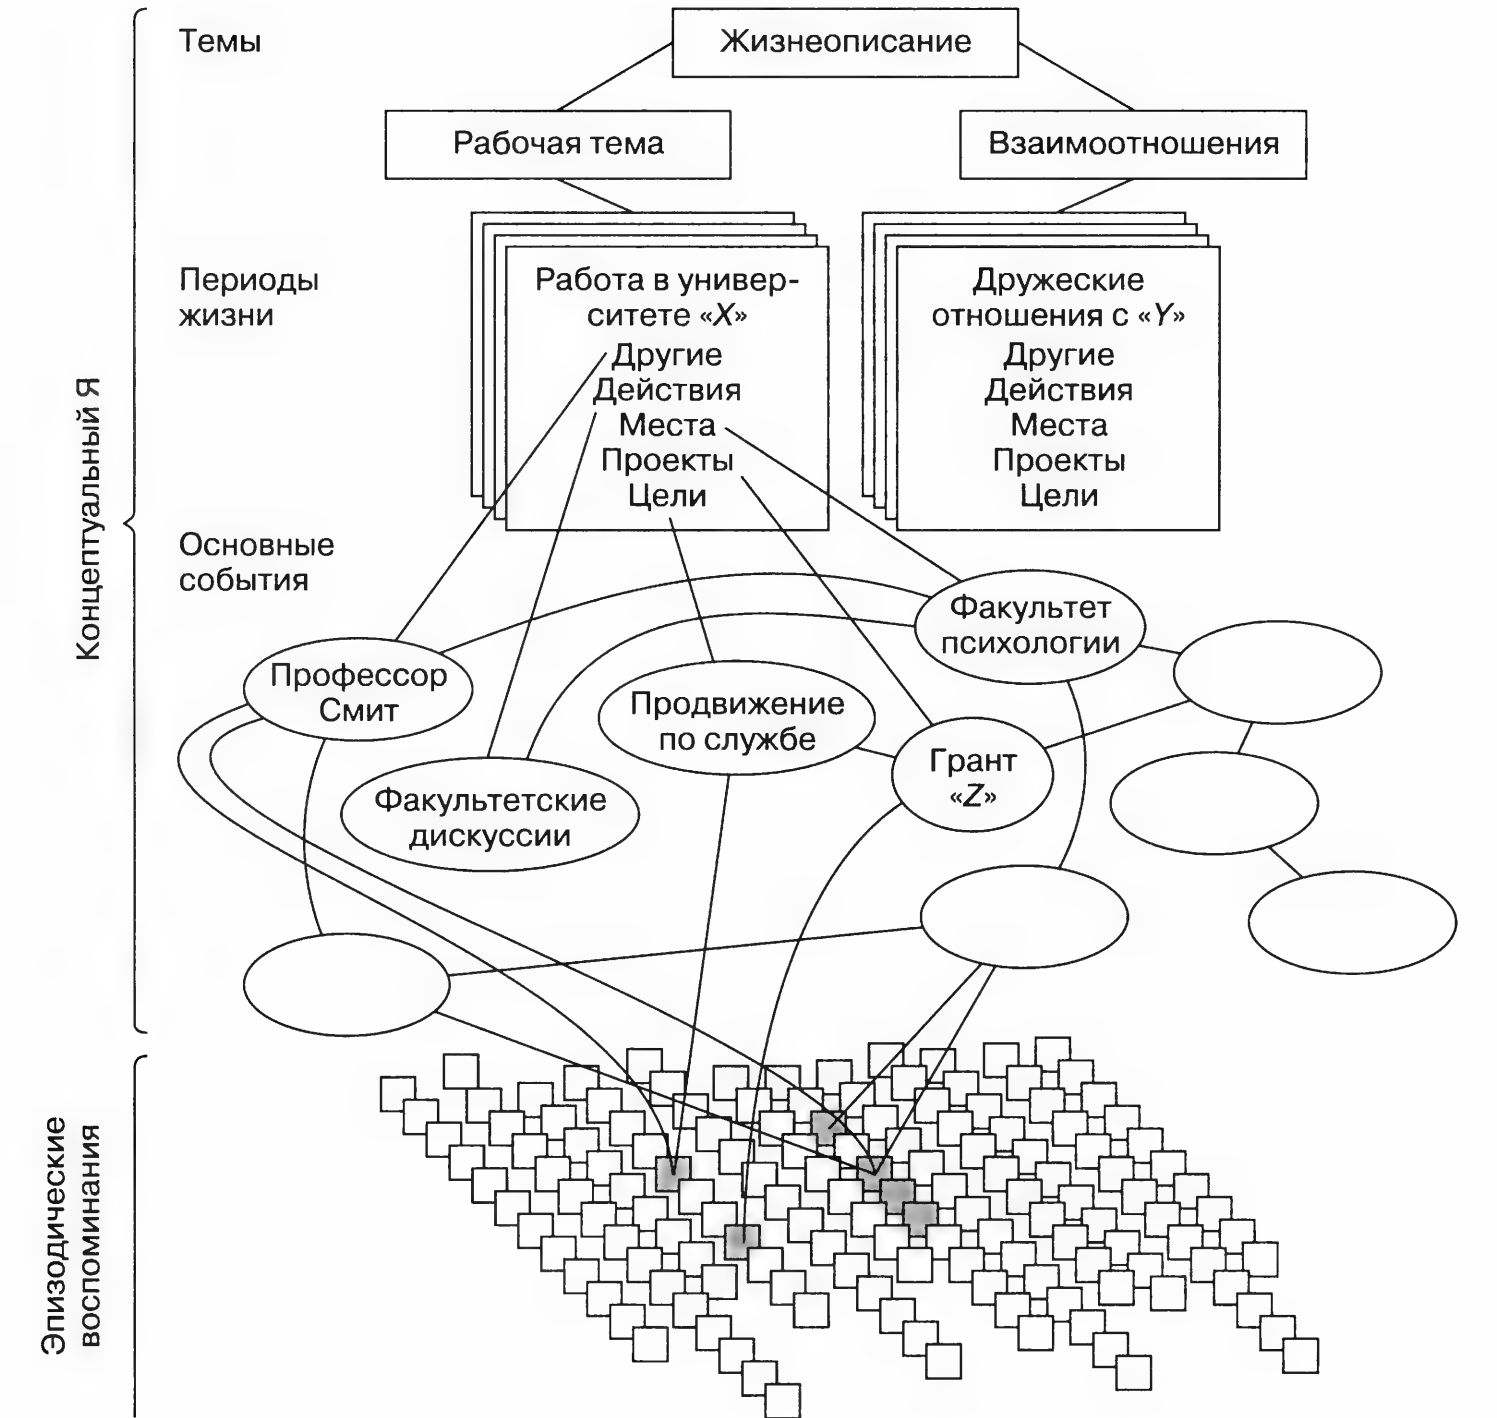 Темы
Жизнеописание
Рабочая тема
Взаимоотношения
Периоды
жизни
Работа в универ-
ситете «X»
Другие
Действия
Места
Проекты
Цели
Дружеские
отношения с «Y»
Другие
Действия
Места
Проекты
Цели
Концептуальный Я
Основные
события
Факультет
психологии
Профессор
Смит
Продвижение
по службе
Грант
«Z»
Факультетские
дискуссии
Эпизодические
воспоминания